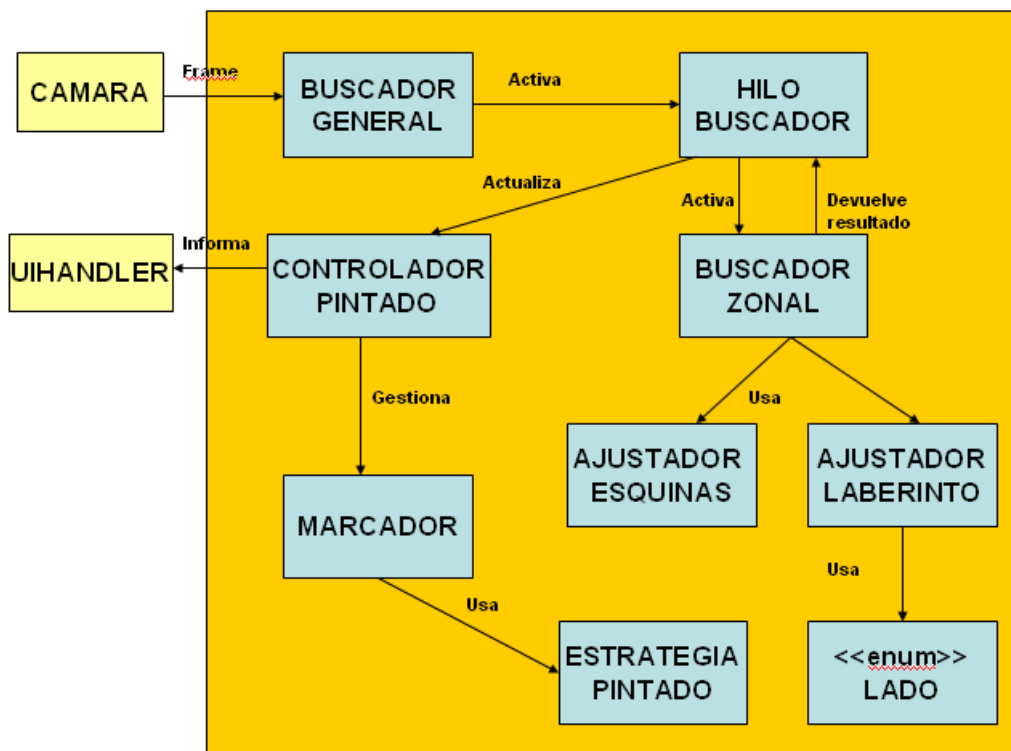 CAMARA
Frame
BUSCADOR
GENERAL
Activa
HILO
BUSCADOR
Actualiza
Activa
Devuelve
resultado
UIHANDLER
Informa
CONTROLADOR
PINTADO
BUSCADOR
ZONAL
Gestiona
Usa
AJUSTADOR
ESQUINAS
AJUSTADOR
LABERINTO
MARCADOR
Usa
Usa
ESTRATEGIA
PINTADO
<<enum>>
LADO